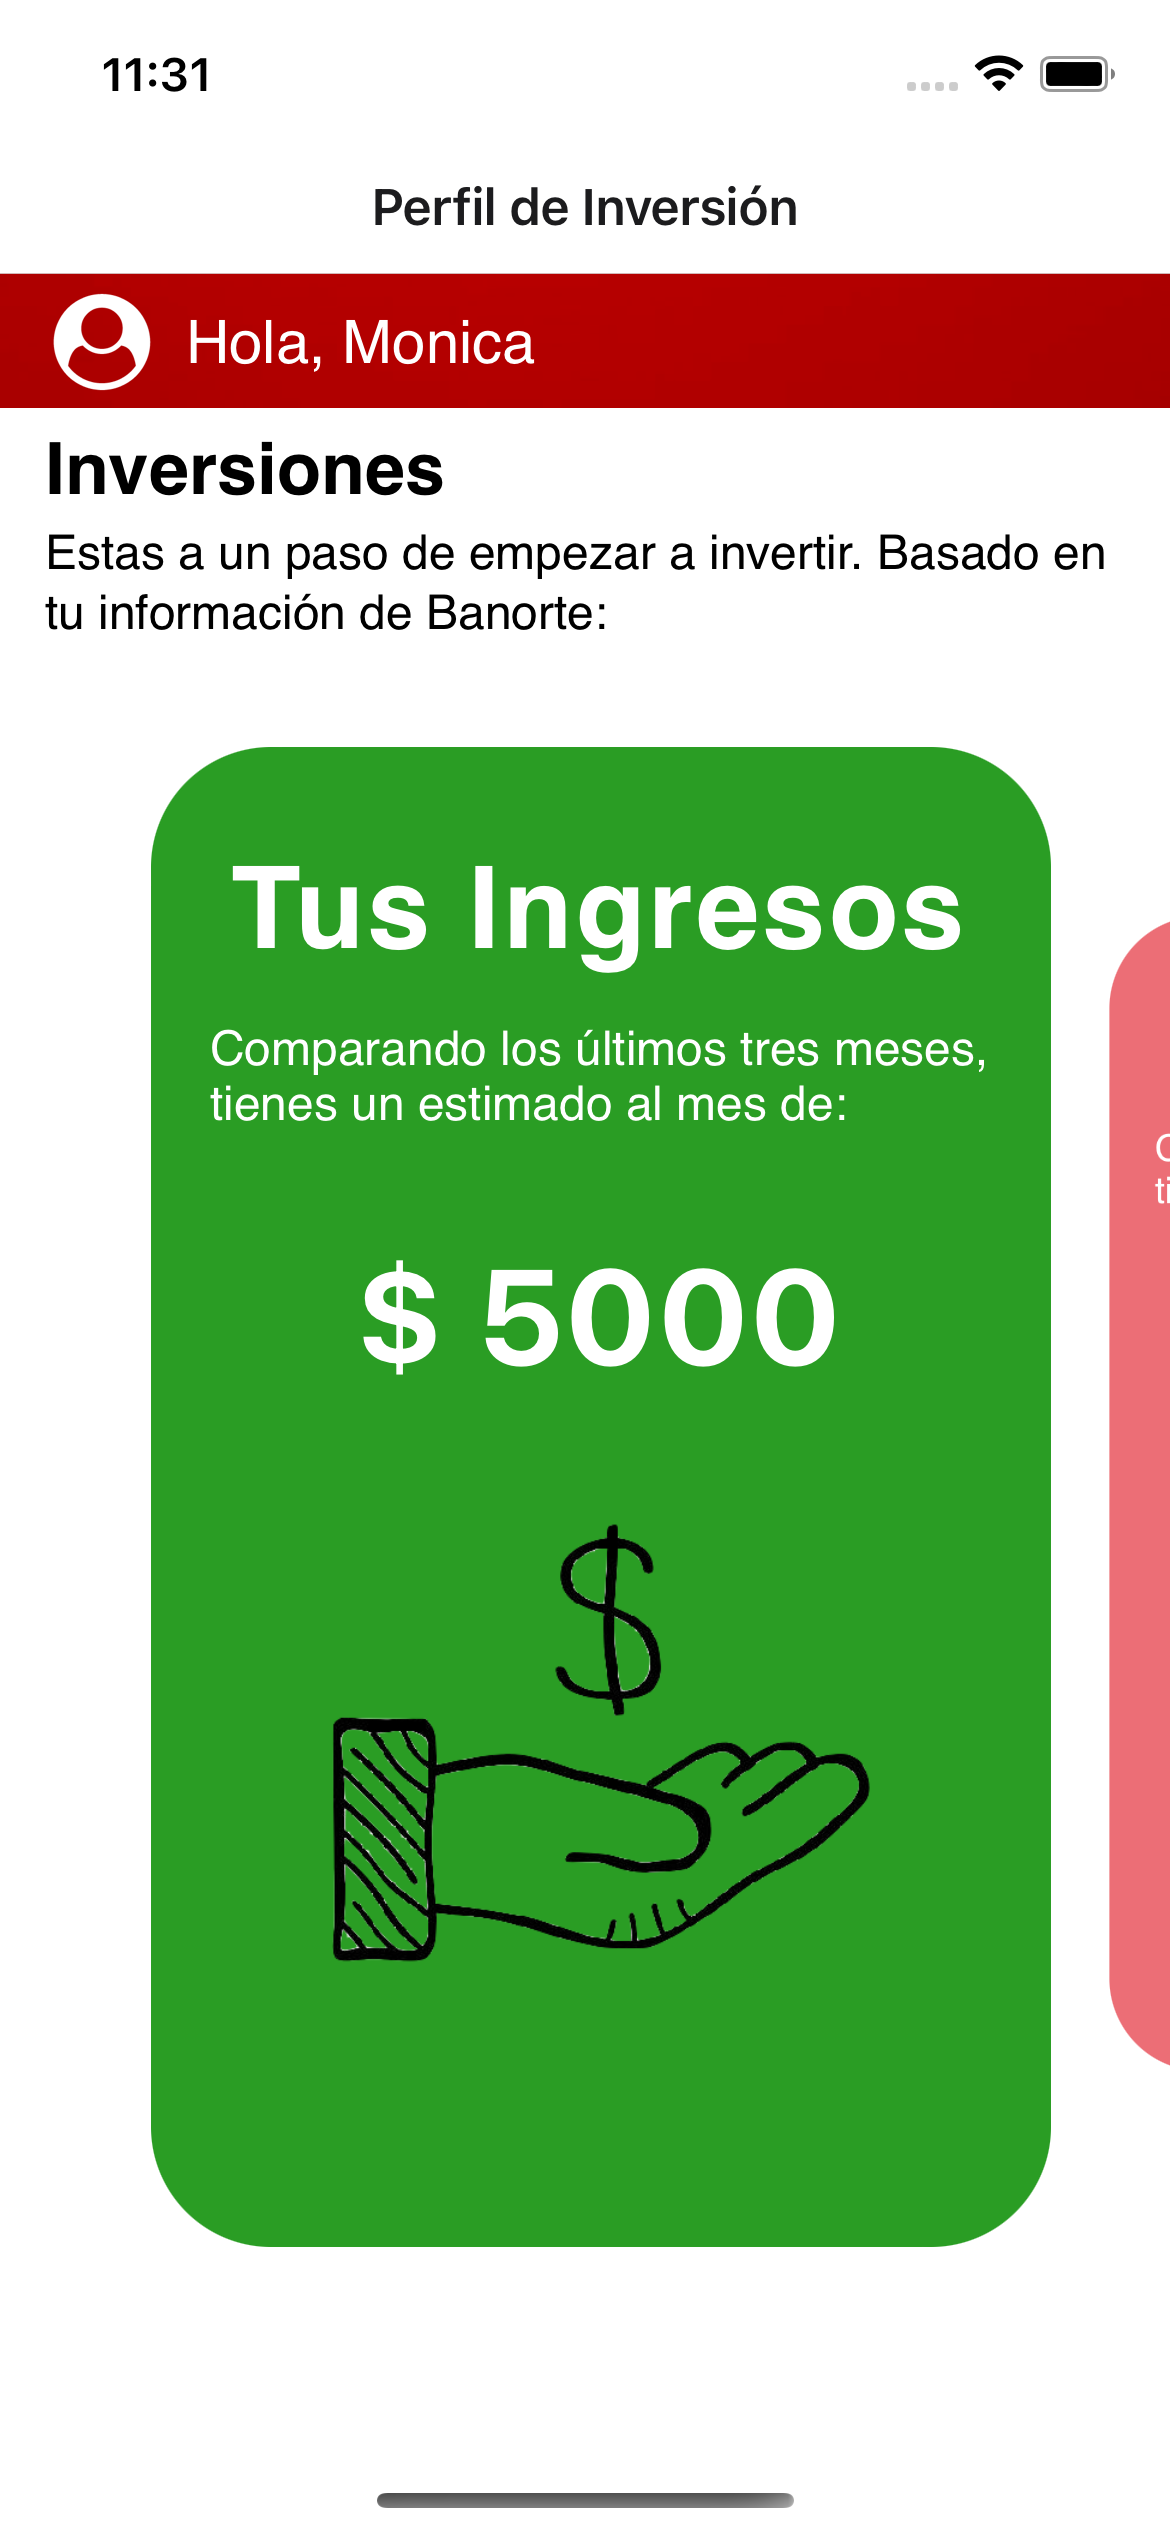 11:31
Perfil de Inversión
Hola, Monica
Inversiones
Estas a un paso de empezar a invertir. Basado en
tu información de Banorte:
Tus Ingresos
Comparando los últimos tres meses,
tienes un estimado al mes de:
$ 5000